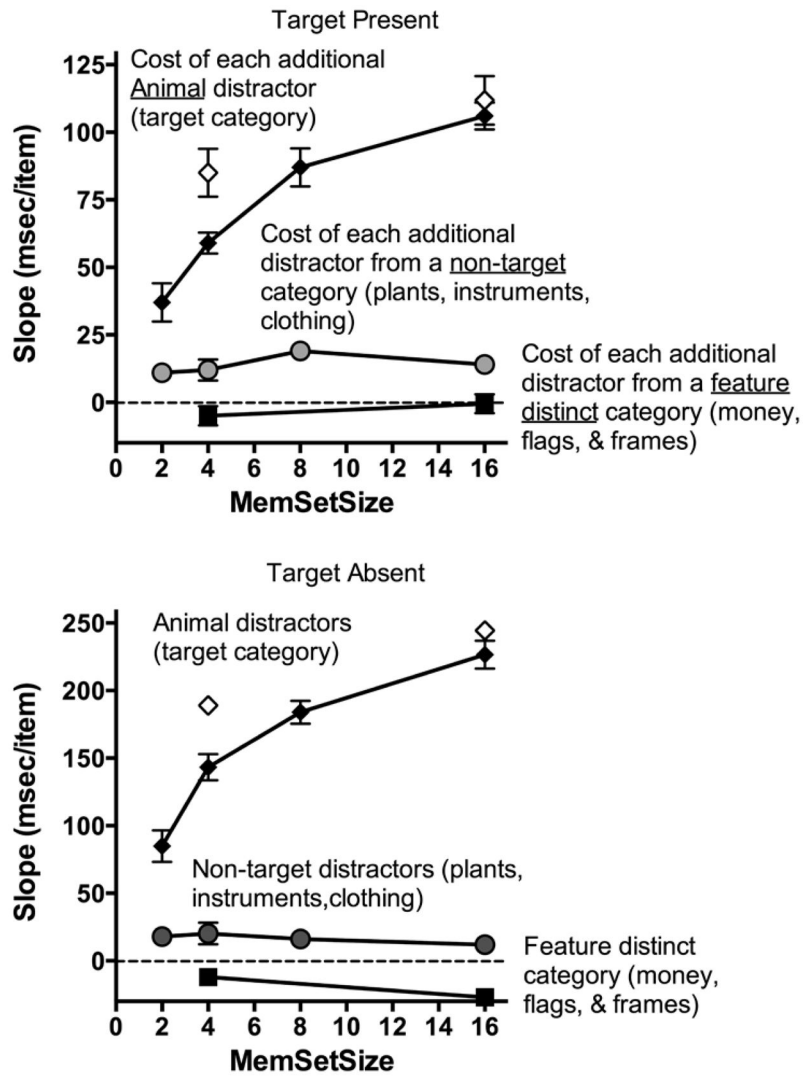 Target Present
Cost of each additional
Animal distractor
(target category)
Cost of each additional
distractor from a non-target
category (plants, instruments,
clothing)
Cost of each additional
distractor from a feature
distinct category (money,
flags, & frames)
Slope (msec/item)
125
100
75
50
25
0
0 2 4 6 8 10 12 14 16
MemSetSize
Target Absent
Animal distractors
(target category)
Non-target distractors (plants,
instruments,clothing)
Feature distinct
category (money,
flags, & frames)
Slope (msec/item)
250
200
150
100
50
0
0 2 4 6 8 10 12 14 16
MemSetSize